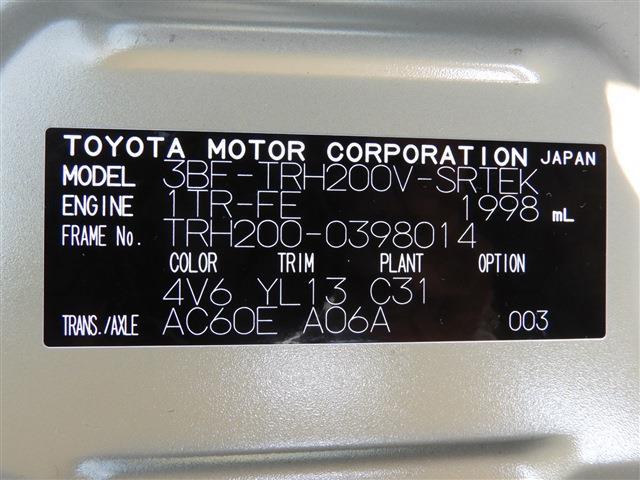 TOYOTA MOTOR CORPORATION JAPAN
MODEL 3BF-TRH200V-SRTEK
ENGINE 1TR-FE 1998 mL
FRAME No. TRH200-0398014
COLOR TRIM PLANT OPTION
4V6 YL13 C31
TRANS./AXLE AC60E A06A 003